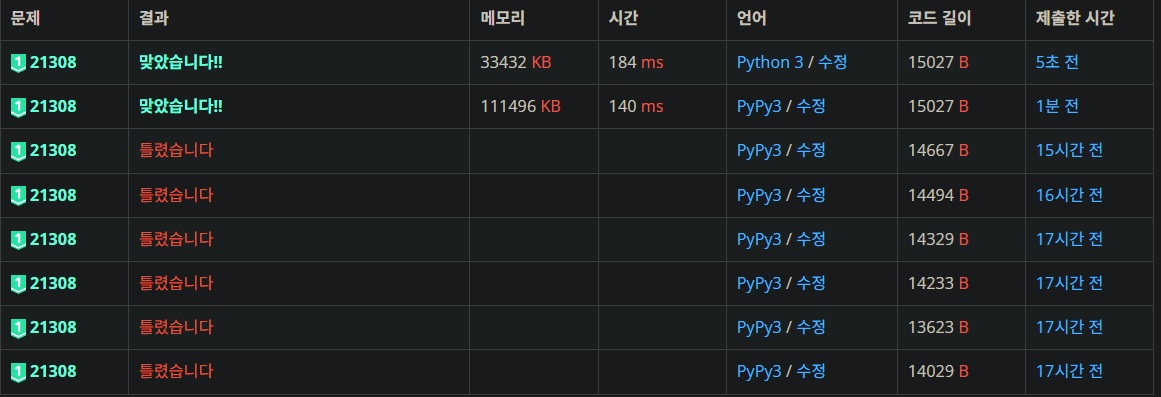 문제 결과 메모리 시간 언어 코드 길이 제출한 시간
1 21308 맞았습니다!! 33432 KB 184 ms Python 3 / 수정 15027 B 5초 전
1 21308 맞았습니다!! 111496 KB 140 ms PyPy3 / 수정 15027 B 1분 전
1 21308 틀렸습니다 PyPy3 / 수정 14667 B 15시간 전
1 21308 틀렸습니다 PyPy3 / 수정 14494 B 16시간 전
1 21308 틀렸습니다 PyPy3 / 수정 14329 B 17시간 전
1 21308 틀렸습니다 PyPy3 / 수정 14233 B 17시간 전
1 21308 틀렸습니다 PyPy3 / 수정 13623 B 17시간 전
1 21308 틀렸습니다 PyPy3 / 수정 14029 B 17시간 전